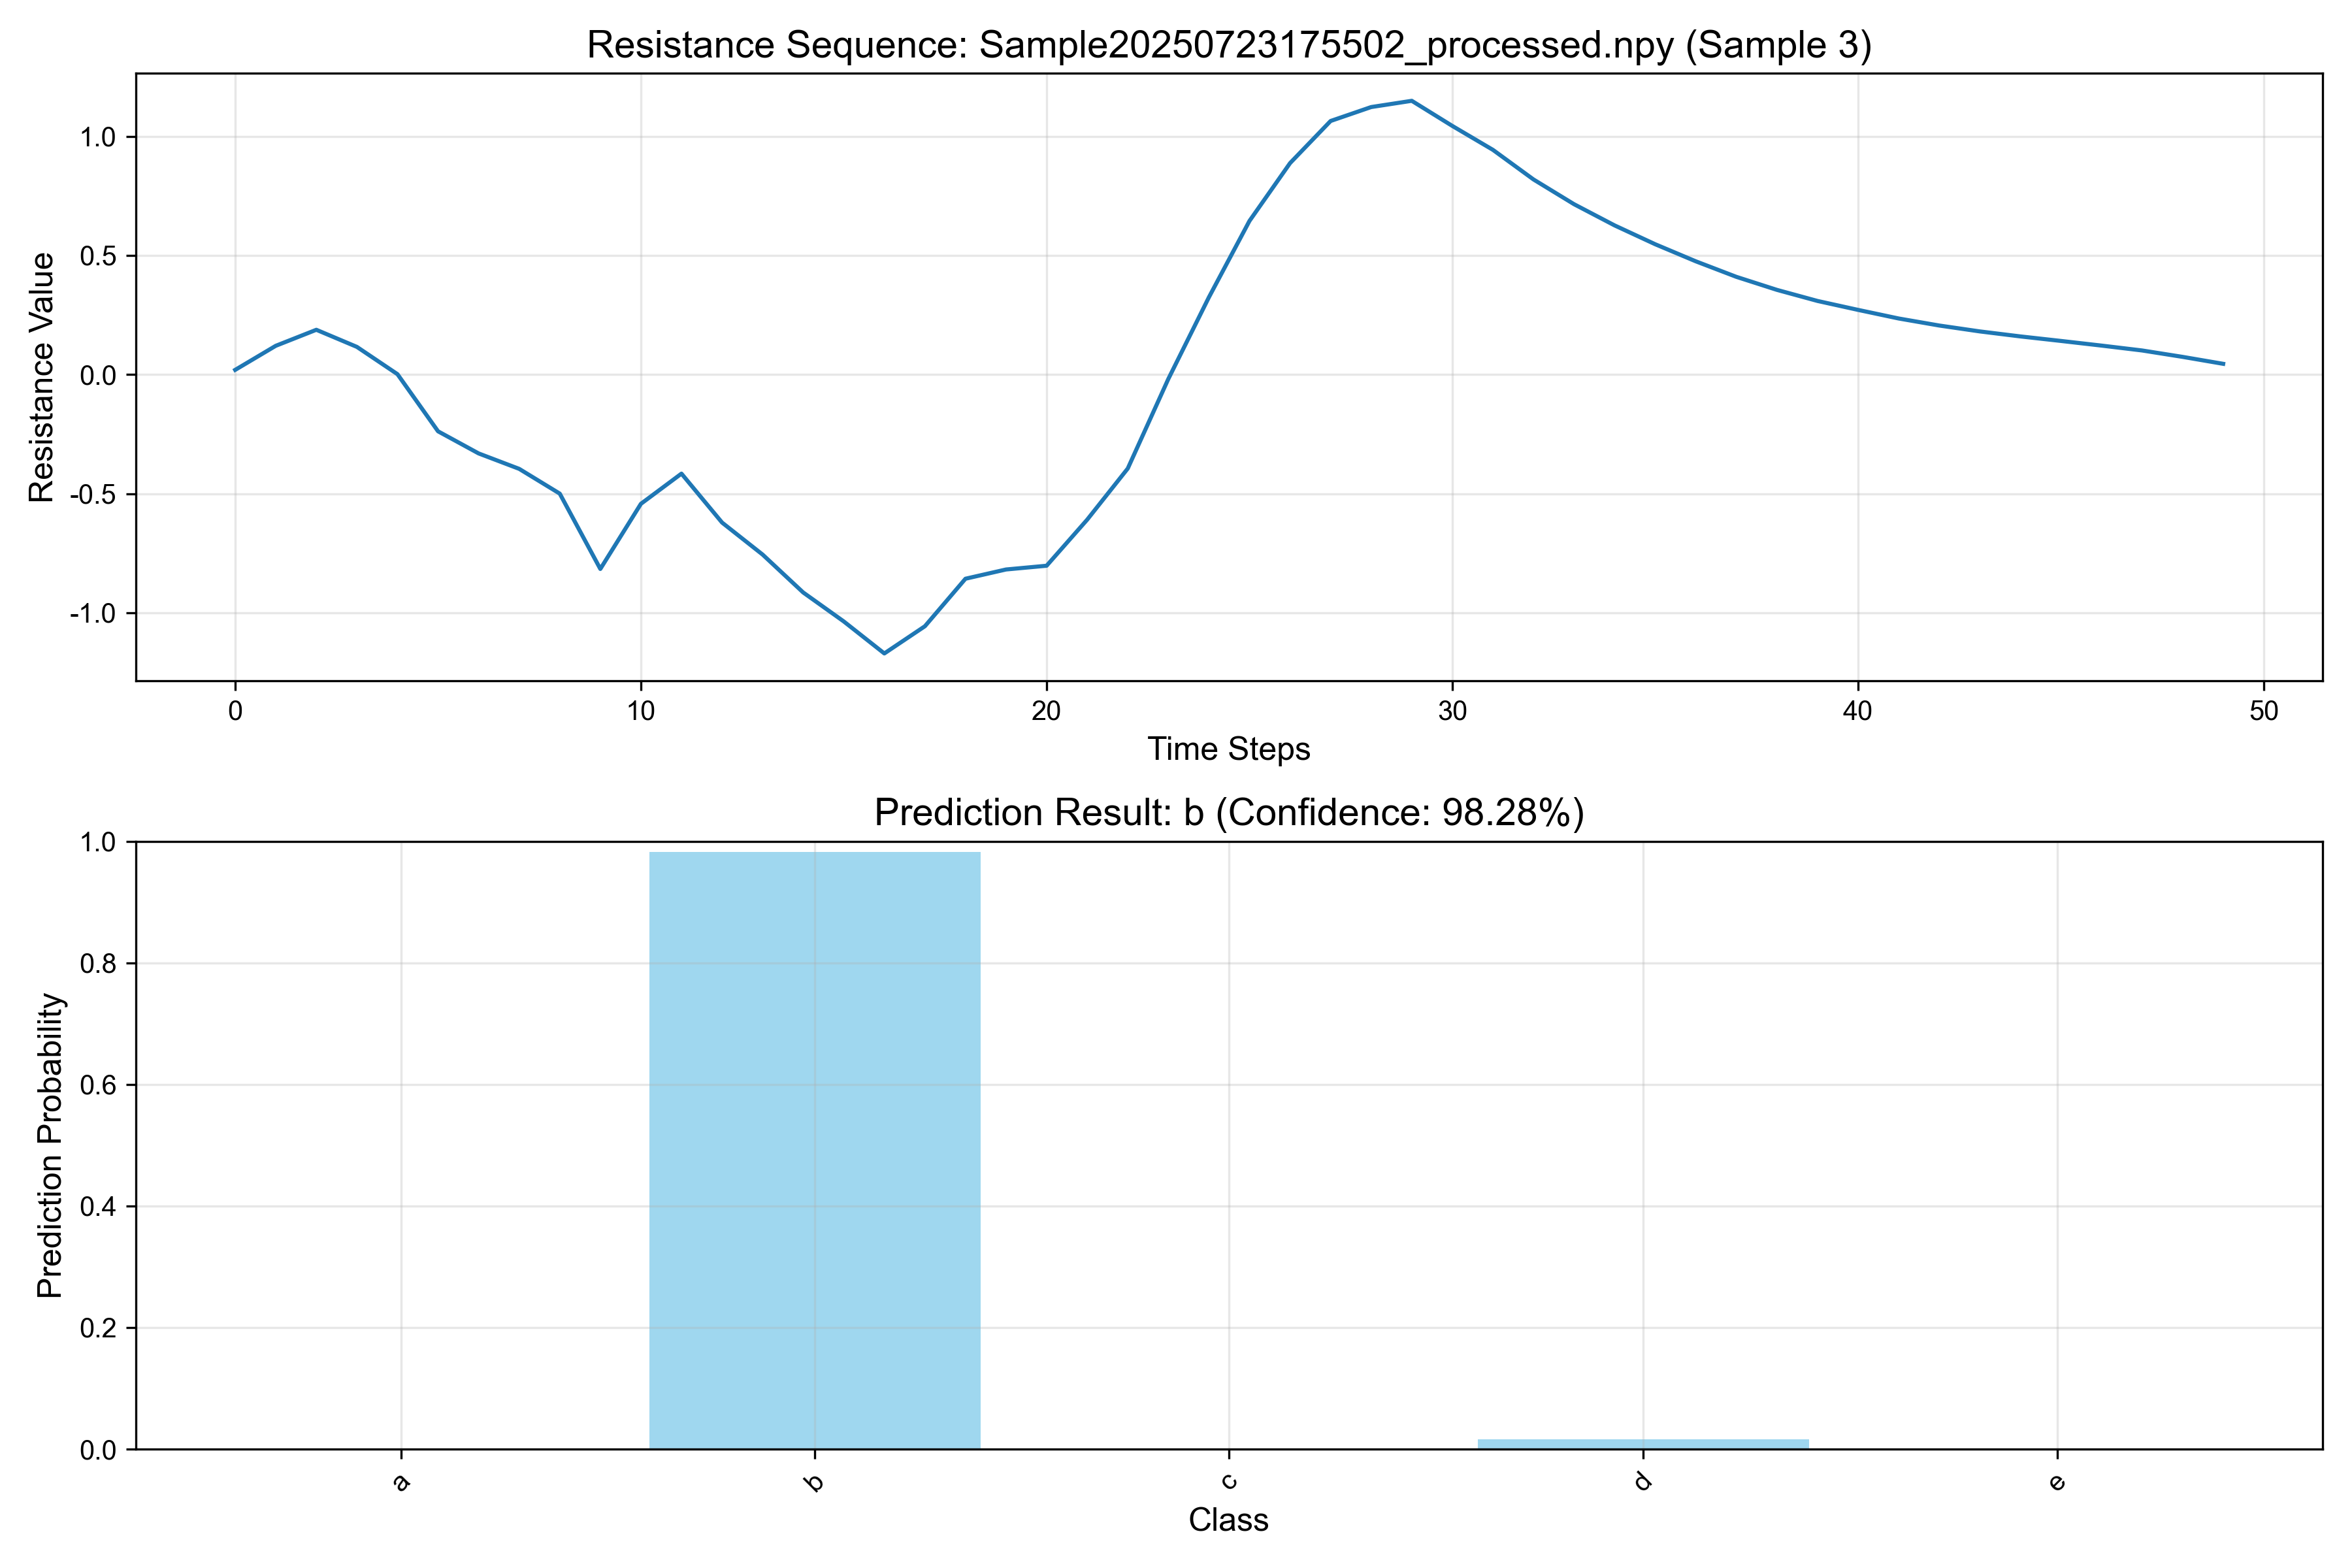 Resistance Sequence: Sample20250723175502_processed.npy (Sample 3)
Resistance Value
1.0
0.5
0.0
-0.5
-1.0
0
10
20
30
40
50
Time Steps
Prediction Result: b (Confidence: 98.28%)
Prediction Probability
1.0
0.8
0.6
0.4
0.2
0.0
a
b
c
d
e
Class